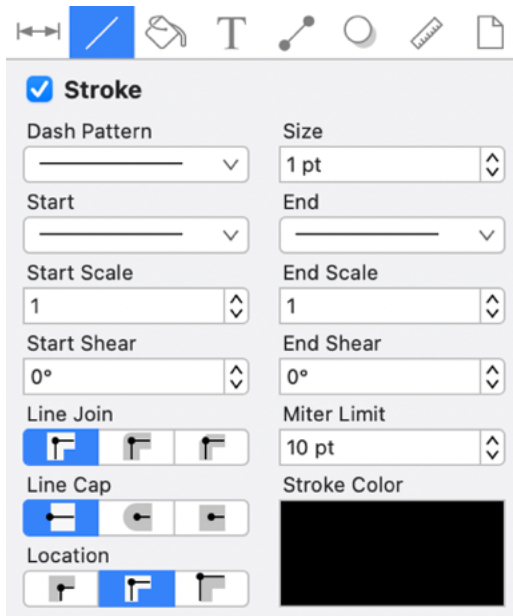 T
Stroke
Dash Pattern Size
1 pt
Start End
Start Scale End Scale
1 1
Start Shear End Shear
0° 0°
Line Join Miter Limit
10 pt
Line Cap Stroke Color
Location